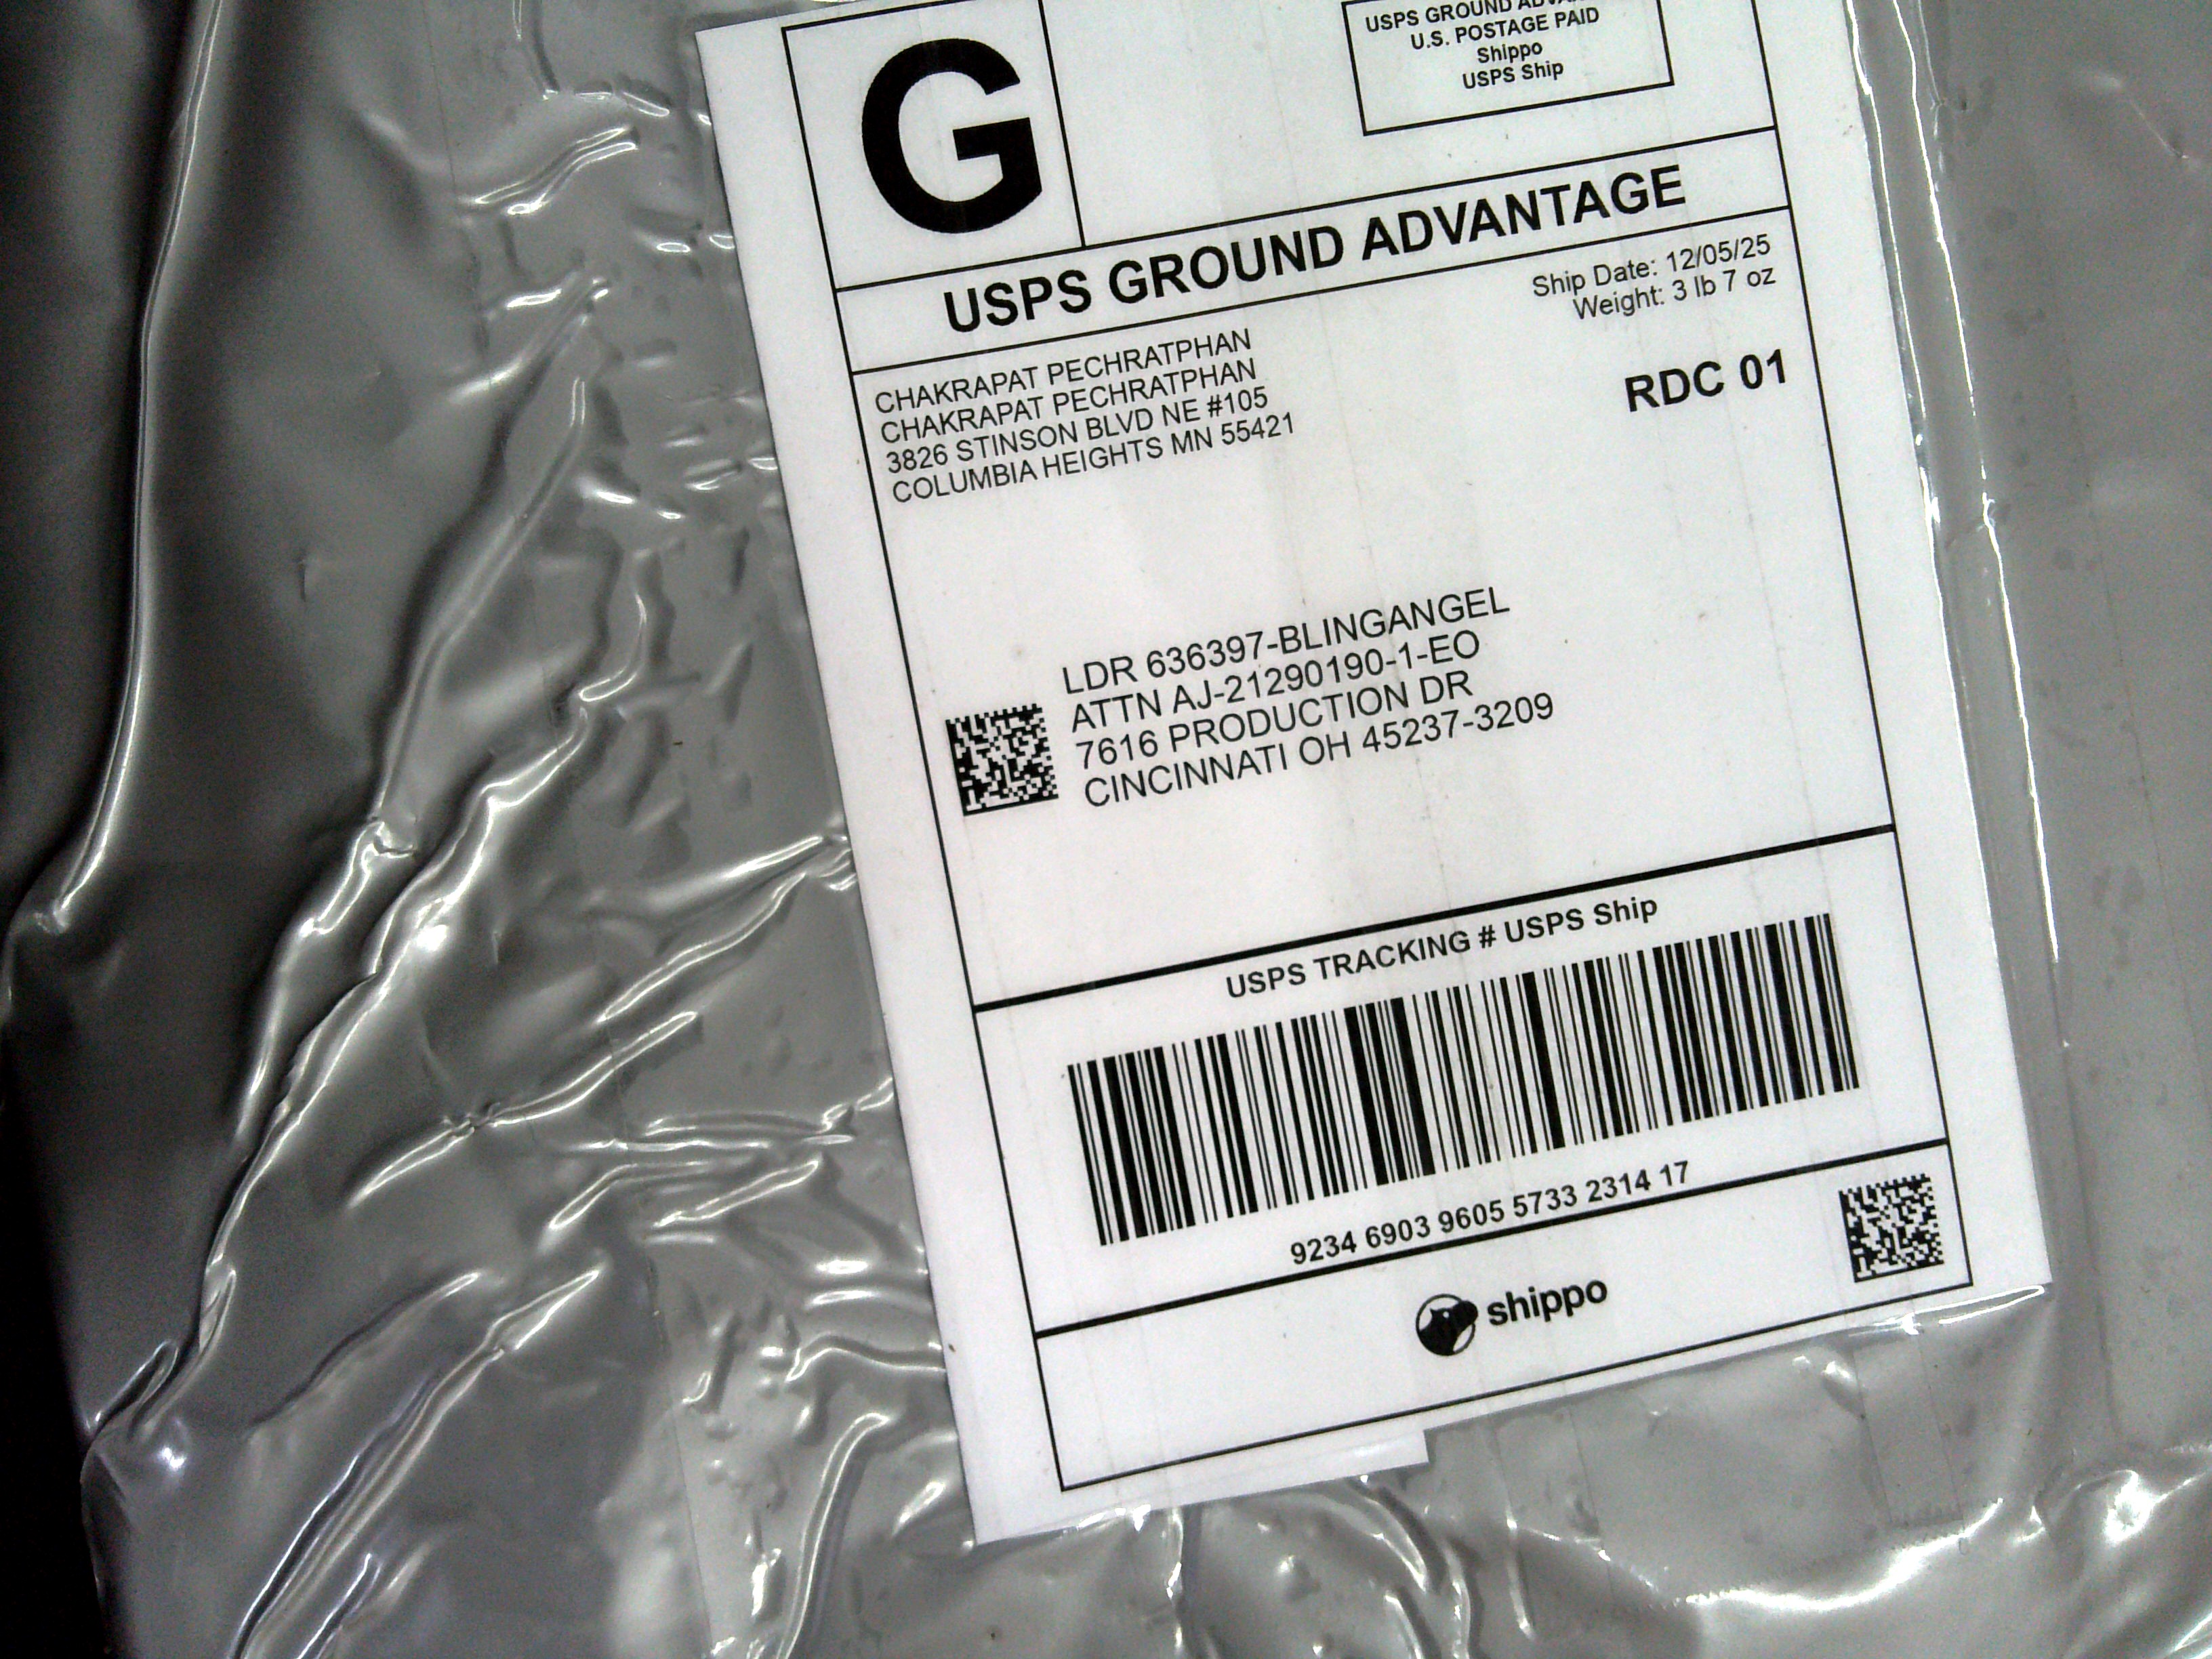 G
USPS GROUND
U.S. POSTAGE PAID
Shippo
USPS Ship
USPS GROUND ADVANTAGE
Ship Date: 12/05/25
Weight: 3 lb 7 oz
RDC 01
CHAKRAPAT PECHRATPHAN
CHAKRAPAT PECHRATPHAN
3826 STINSON BLVD NE #105
COLUMBIA HEIGHTS MN 55421
LDR 636397-BLINGANGEL
ATTN AJ-21290190-1-EO
7616 PRODUCTION DR
CINCINNATI OH 45237-3209
USPS TRACKING # USPS Ship
9234 6903 9605 5733 2314 17
shippo